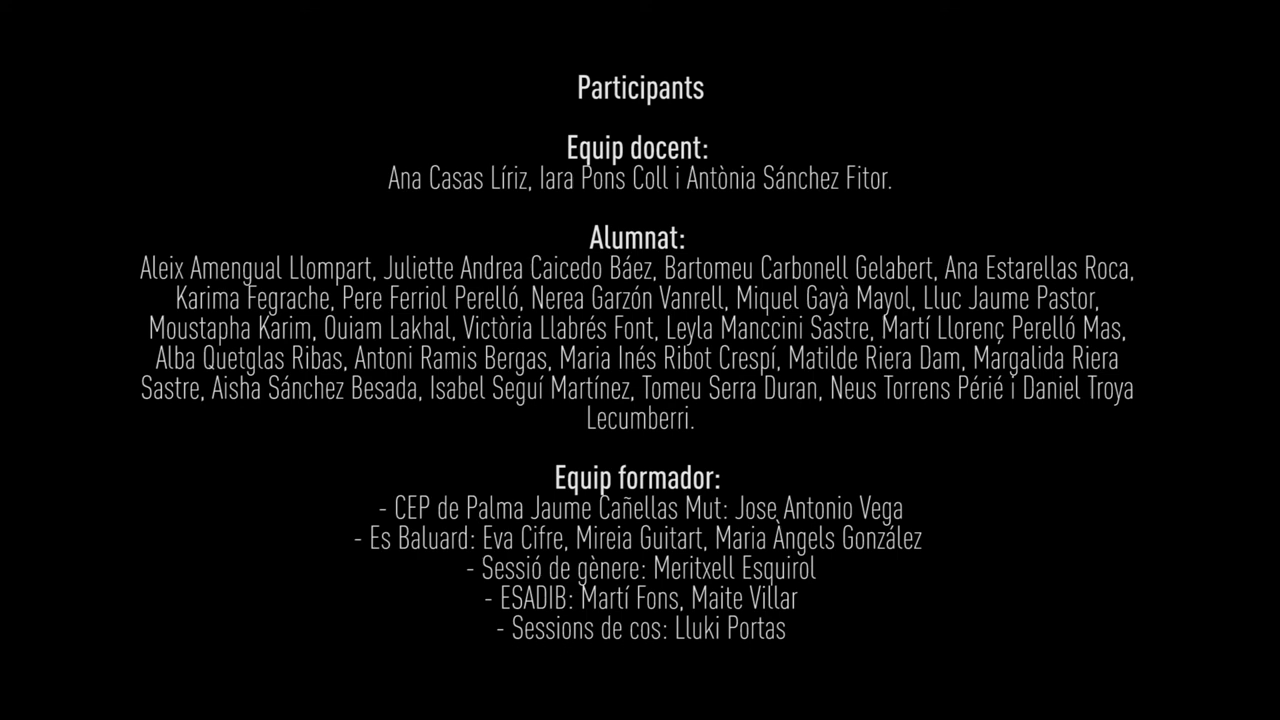 Participants
Equip docent:
Ana Casas Líriz, Iara Pons Coll i Antònia Sánchez Fitor.
Alumnat:
Aleix Amengual Llompart, Juliette Andrea Caicedo Báez, Bartomeu Carbonell Gelabert, Ana Estarellas Roca,
Karima Fegrache, Pere Ferriol Perelló, Nerea Garzón Vanrell, Miquel Gayà Mayol, Lluc Jaume Pastor,
Moustapha Karim, Ouiam Lakhal, Victòria Llabrés Font, Leyla Manccini Sastre, Martí Llorenç Perelló Mas,
Alba Quetglas Ribas, Antoni Ramis Bergas, Maria Inés Ribot Crespí, Matilde Riera Dam, Margalida Riera
Sastre, Aisha Sánchez Besada, Isabel Seguí Martínez, Tomeu Serra Duran, Neus Torrens Périé i Daniel Troya
Lecumberri.
Equip formador:
- CEP de Palma Jaume Cañellas Mut: Jose Antonio Vega
- Es Baluard: Eva Cifre, Mireia Guitart, Maria Àngels González
- Sessió de gènere: Meritxell Esquirol
- ESADIB: Martí Fons, Maite Villar
- Sessions de cos: Lluki Portas